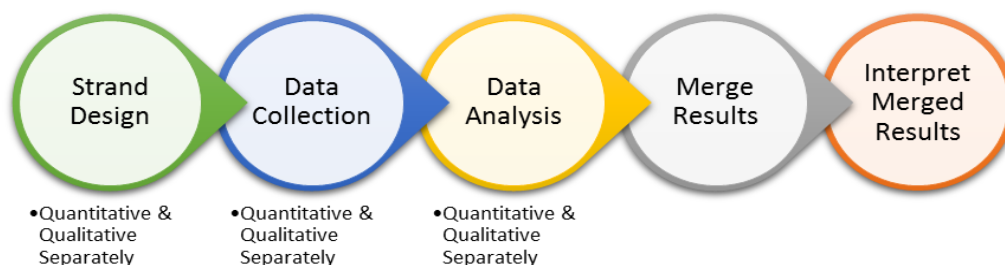 Strand
Design
Data
Collection
Data
Analysis
Merge
Results
Interpret
Merged
Results
•Quantitative &
Qualitative
Separately
•Quantitative &
Qualitative
Separately
•Quantitative &
Qualitative
Separately